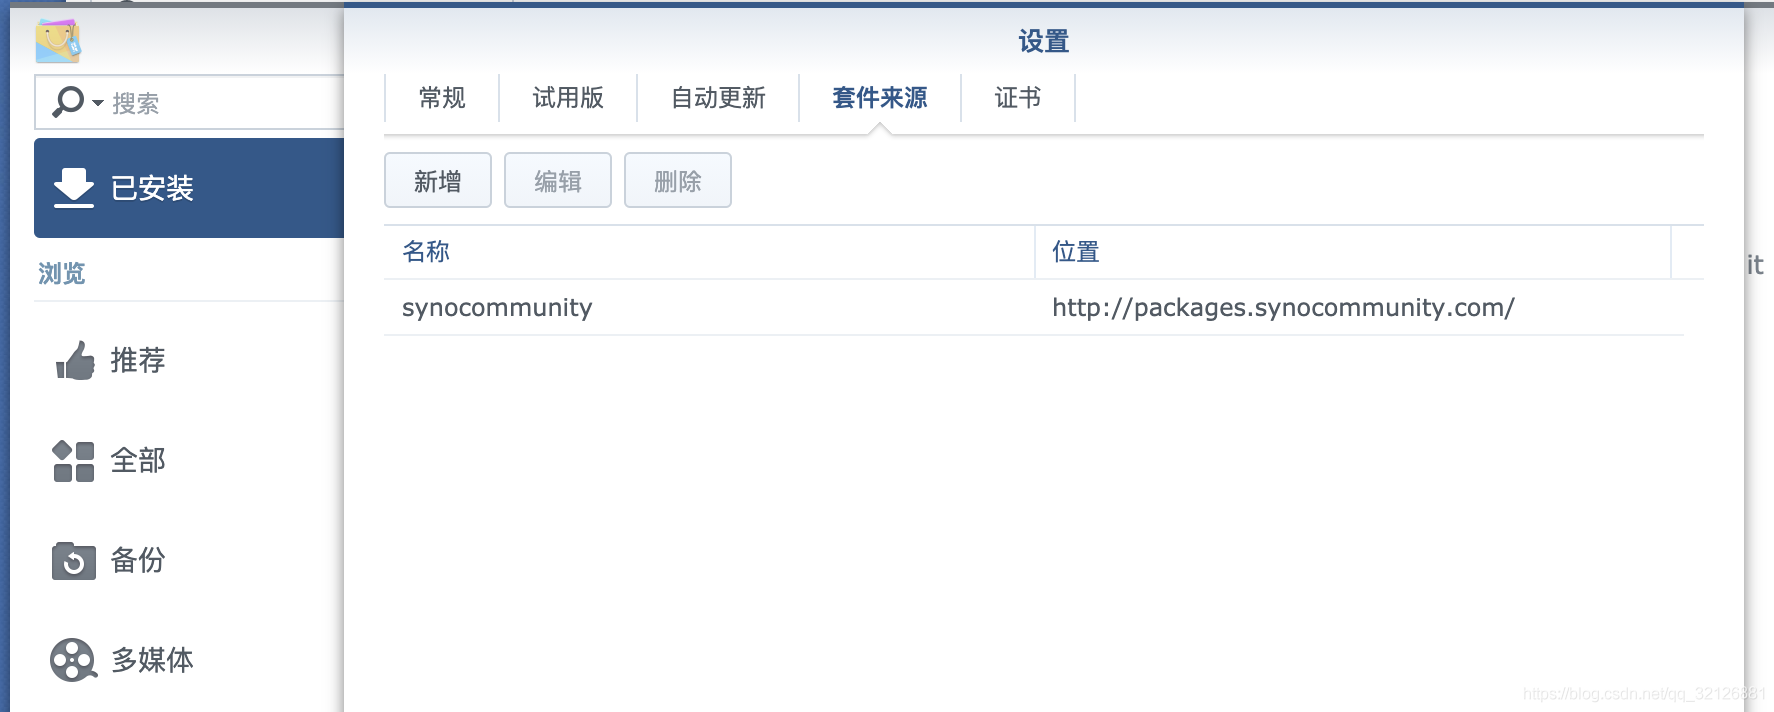 设置
搜索
常规
试用版
自动更新
套件来源
证书
已安装
新增
编辑
删除
名称
位置
浏览
it
synocommunity
http://packages.synocommunity.com/
推荐
全部
备份
多媒体
https://blog.csdn.net/qq_32126881